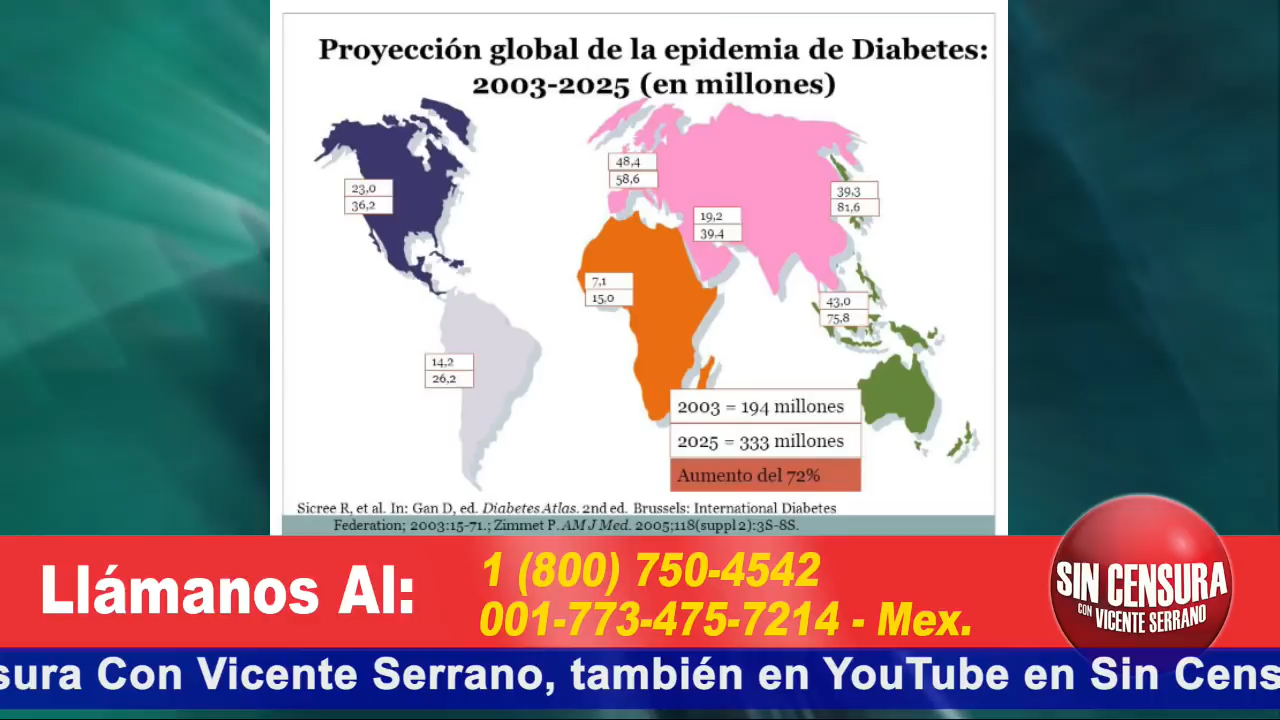 Proyección global de la epidemia de Diabetes:
2003-2025 (en millones)
48,4
58,6
23,0
36,2
39,3
81,6
19,2
39,4
7,1
15,0
43,0
75,8
14,2
26,2
2003 = 194 millones
2025 = 333 millones
Aumento del 72%
Sicree R, et al. In: Gan D, ed. Diabetes Atlas. 2nd ed. Brussels: International Diabetes
Federation; 2003:15-71.; Zimmet P. AM J Med. 2005;118(suppl 2):3S-8S.
Llámanos Al:
1 (800) 750-4542
001-773-475-7214 - Mex.
SIN CENSURA
CON VICENTE SERRANO
sura Con Vicente Serrano, también en YouTube en Sin Cens